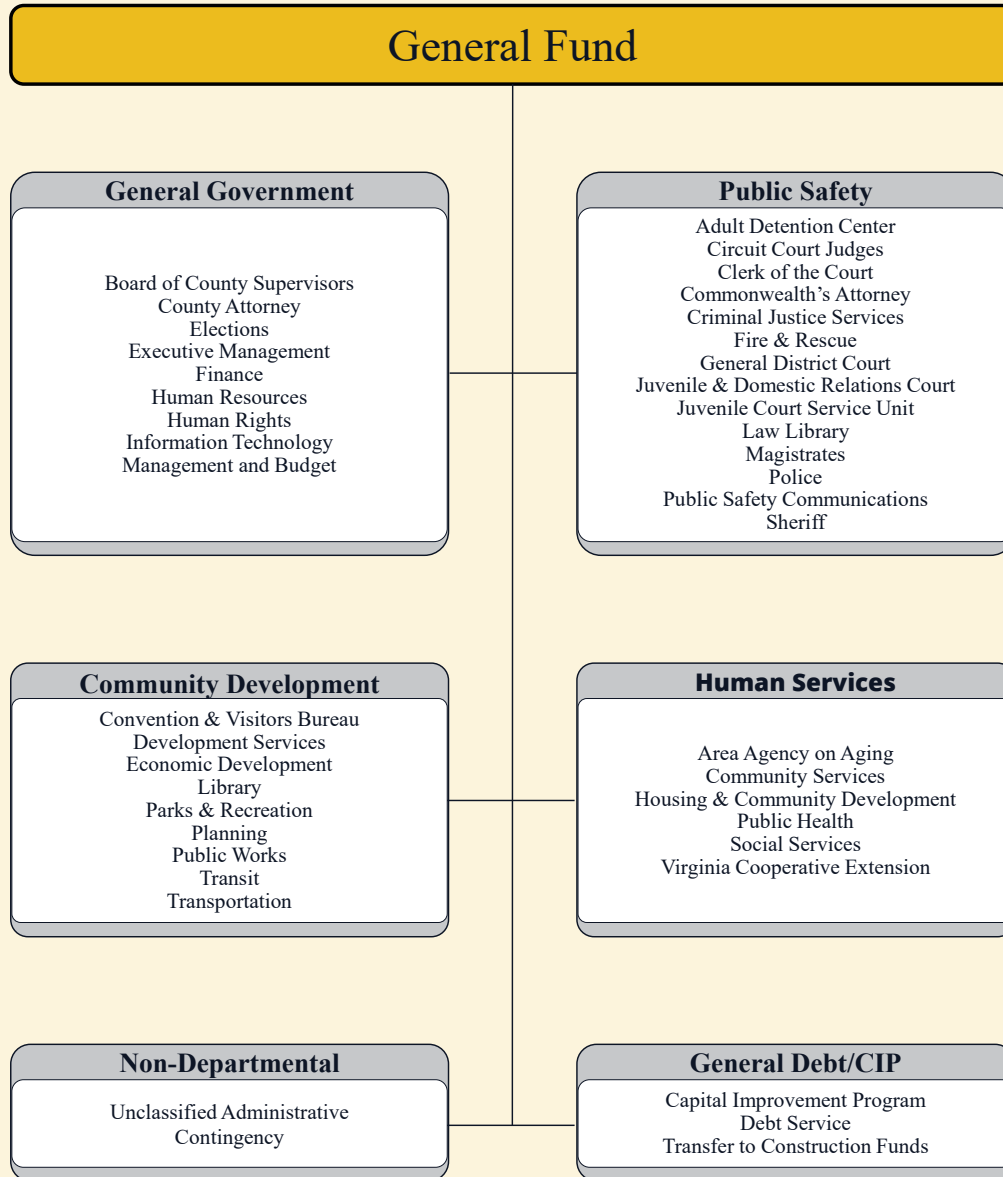 General Fund
General Government
Board of County Supervisors
County Attorney
Elections
Executive Management
Finance
Human Resources
Human Rights
Information Technology
Management and Budget
Public Safety
Adult Detention Center
Circuit Court Judges
Clerk of the Court
Commonwealth’s Attorney
Criminal Justice Services
Fire & Rescue
General District Court
Juvenile & Domestic Relations Court
Juvenile Court Service Unit
Law Library
Magistrates
Police
Public Safety Communications
Sheriff
Community Development
Convention & Visitors Bureau
Development Services
Economic Development
Library
Parks & Recreation
Planning
Public Works
Transit
Transportation
Human Services
Area Agency on Aging
Community Services
Housing & Community Development
Public Health
Social Services
Virginia Cooperative Extension
Non-Departmental
Unclassified Administrative
Contingency
General Debt/CIP
Capital Improvement Program
Debt Service
Transfer to Construction Funds